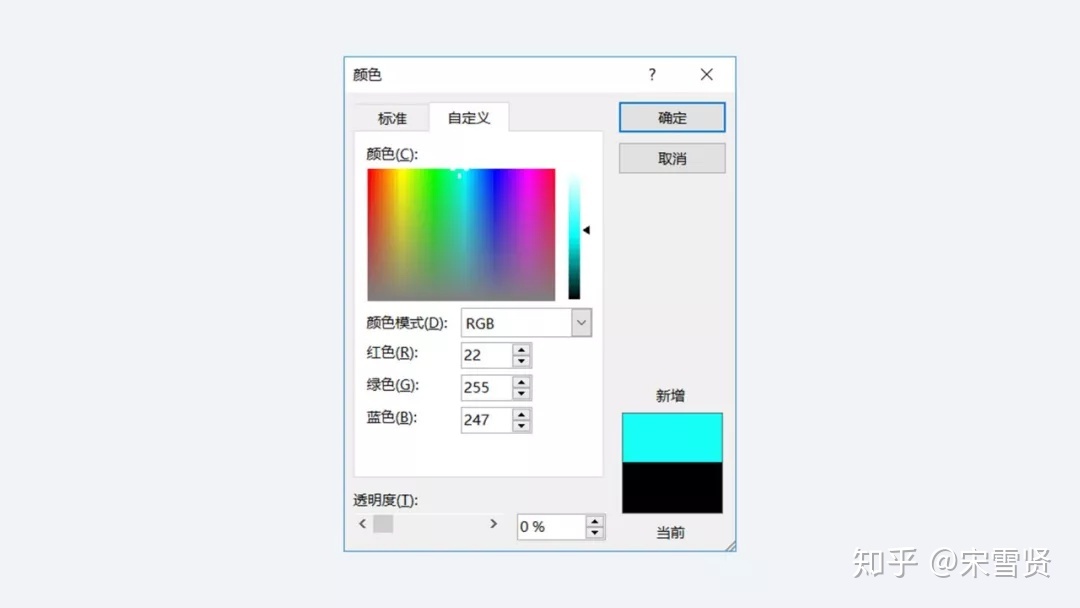 颜色
?
标准
自定义
确定
取消
颜色(C):
颜色模式(D):
RGB
红色(R):
22
绿色(G):
255
蓝色(B):
247
新增
当前
透明度(T):
0 %
知乎 @宋雪贤